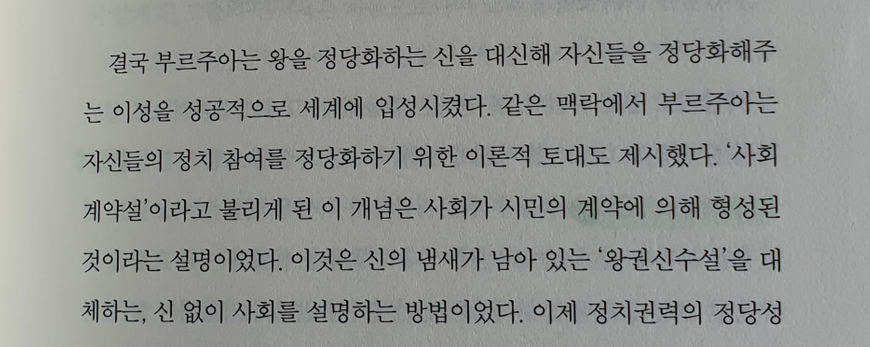 결국 부르주아는 왕을 정당화하는 신을 대신해 자신들을 정당화해주
는 이성을 성공적으로 세계에 입성시켰다. 같은 맥락에서 부르주아는
자신들의 정치 참여를 정당화하기 위한 이론적 토대도 제시했다. ‘사회
계약설’이라고 불리게 된 이 개념은 사회가 시민의 계약에 의해 형성된
것이라는 설명이었다. 이것은 신의 냄새가 남아 있는 ‘왕권신수설’을 대
체하는, 신 없이 사회를 설명하는 방법이었다. 이제 정치권력의 정당성